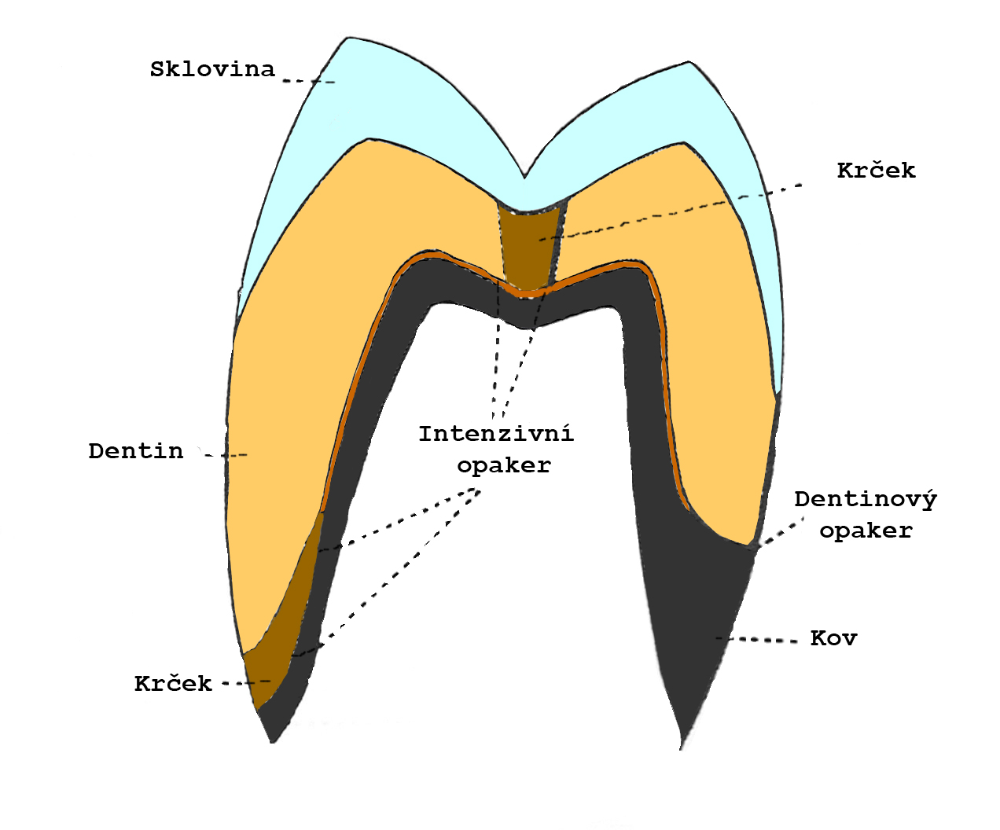 Sklovina
Krček
Intenzivní
opaker
Dentin
Dentinový
opaker
Kov
Krček